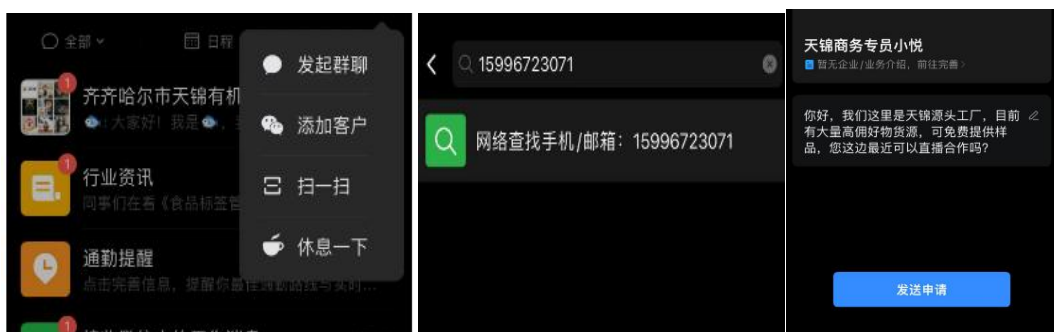 全部
日程
发起群聊
1
齐齐哈尔市天锦有机
:大家好! 我是
添加客户
1
行业资讯
同事们在看《食品标签管
扫一扫
通勤提醒
点击完善信息，提醒你最佳通勤路线与实时...
休息一下
1
15996723071
网络查找手机/邮箱：15996723071
天锦商务专员小悦
暂无企业/业务介绍，前往完善
你好，我们这里是天锦源头工厂，目前
有大量高佣好物货源，可免费提供样
品，您这边最近可以直播合作吗？
发送申请